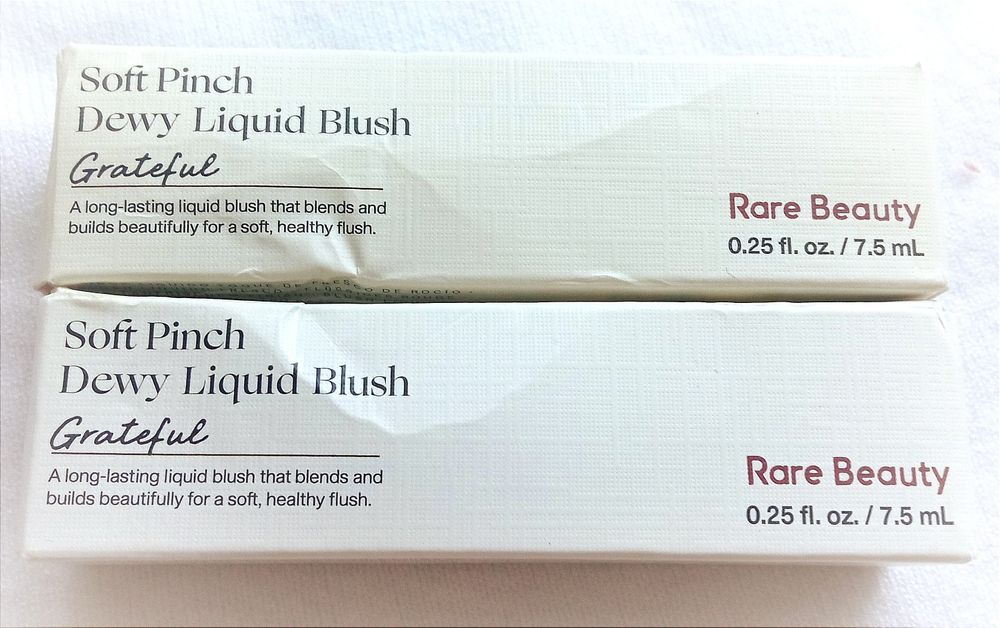 Soft Pinch
Dewy Liquid Blush
Grateful
A long-lasting liquid blush that blends and
builds beautifully for a soft, healthy flush.
Rare Beauty
0.25 fl. oz. / 7.5 mL
DE ROCÍO
Soft Pinch
Dewy Liquid Blush
Grateful
A long-lasting liquid blush that blends and
builds beautifully for a soft, healthy flush.
Rare Beauty
0.25 fl. oz. / 7.5 mL